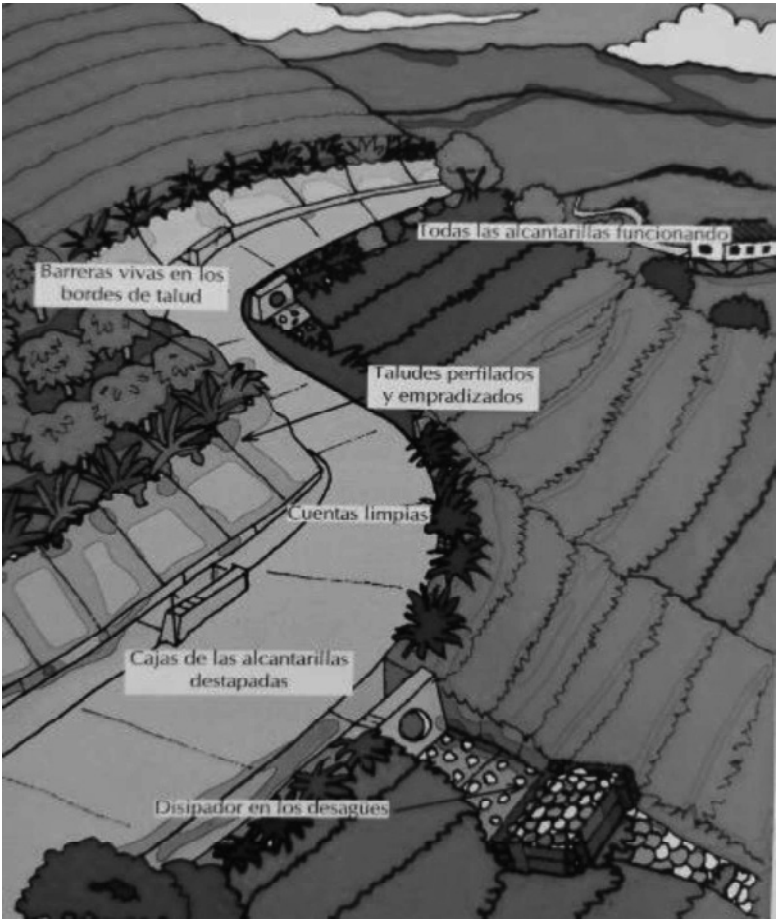 Todas las alcantarillas funcionando
Barreras vivas en los
bordes de talud
Taludes perfilados
y empradizados
Cuentas limpias
Cajas de las alcantarillas
destapadas
Disipador en los desagües